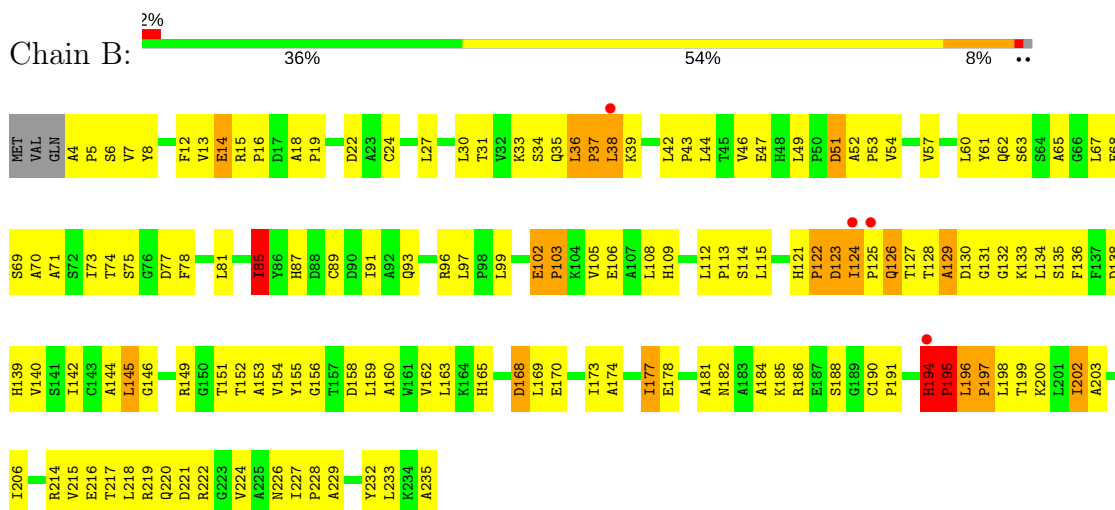 2%
Chain B:
36% 54% 8% ••
MET VAL GLN A4 P5 S6 V7 Y8 F12 V13 E14 R15 P16 D17 A18 P19 D22 A23 C24 L27 L30 T31 V32 K33 S34 Q35 L36 P37 L38 K39 L42 P43 L44 T45 V46 E47 H48 L49 P50 D51 A52 P53 V54 V57 L60 Y61 Q62 S63 S64 A65 G66 L67
S69 A70 A71 S72 I73 T74 S75 G76 D77 F78 L81 I85 Y86 H87 D88 C89 D90 I91 A92 Q93 R96 L97 P98 L99 E102 P103 K104 V105 E106 A107 L108 H109 L112 P113 S114 L115 H121 P122 D123 I124 P125 Q126 T127 T128 A129 D130 G131 G132 K133 L134 S135 F136 F137
H139 V140 S141 I142 C143 A144 L145 G146 R149 G150 T151 T152 A153 V154 Y155 G156 T157 D158 L159 A160 W161 V162 L163 K164 H165 D168 L169 E170 I173 A174 I177 E178 A181 N182 A183 A184 K185 R186 E187 S188 G189 C190 P191 H194 P195 L196 P197 L198 T199 K200 L201 I202 A203
I206 R214 V215 E216 T217 L218 R219 Q220 D221 R222 G223 V224 A225 N226 I227 P228 A229 Y232 L233 K234 A235